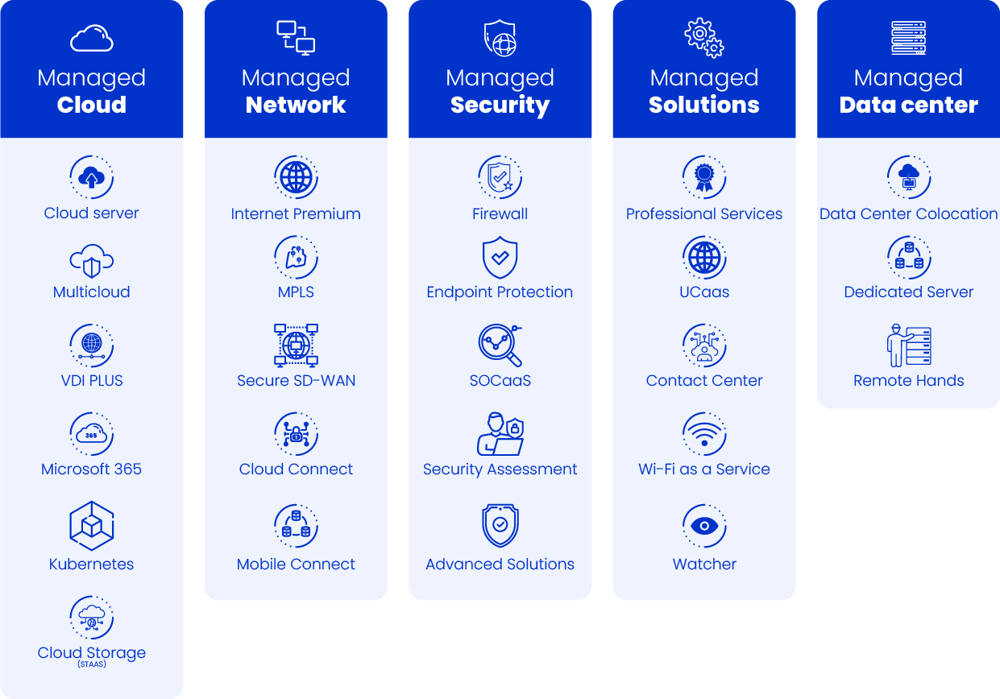 Managed
Cloud
Cloud server
Multicloud
VDI PLUS
365
Microsoft 365
Kubernetes
Cloud Storage
(STAAS)
Managed
Network
Internet Premium
MPLS
Secure SD-WAN
Cloud Connect
Mobile Connect
Managed
Security
Firewall
Endpoint Protection
SOCaaS
Security Assessment
Advanced Solutions
Managed
Solutions
Professional Services
UCaas
Contact Center
Wi-Fi as a Service
Watcher
Managed
Data center
Data Center Colocation
Dedicated Server
Remote Hands